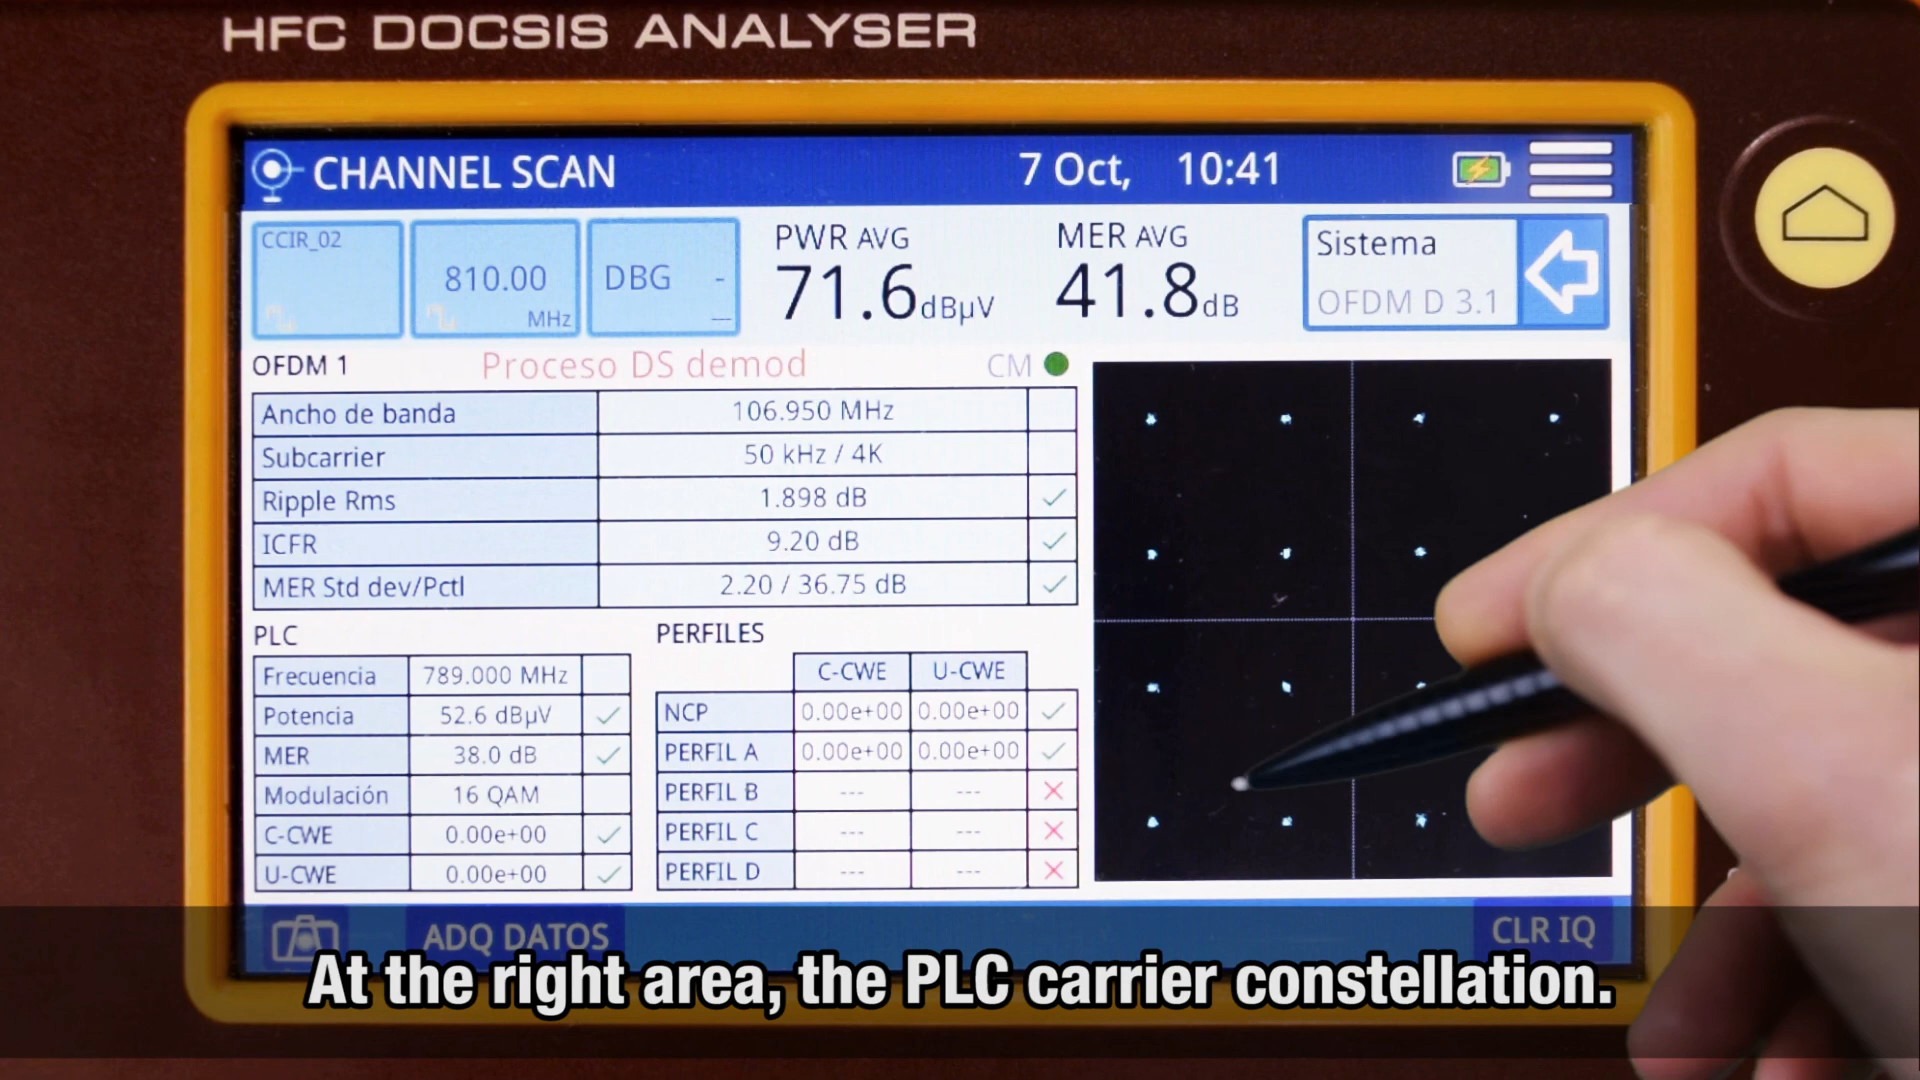 HFC DOCSIS ANALYSER
CHANNEL SCAN 7 Oct, 10:41
CCIR_02
810.00
MHz
DBG -
PWR AVG
71.6 dBµV
MER AVG
41.8 dB
Sistema
OFDM D 3.1
OFDM 1 Proceso DS demod CM
Ancho de banda 106.950 MHz
Subcarrier 50 kHz / 4K
Ripple Rms 1.898 dB ✓
ICFR 9.20 dB ✓
MER Std dev/Pctl 2.20 / 36.75 dB ✓
PLC
Frecuencia 789.000 MHz
Potencia 52.6 dBµV ✓
MER 38.0 dB ✓
Modulación 16 QAM
C-CWE 0.00e+00 ✓
U-CWE 0.00e+00 ✓
PERFILES
C-CWE U-CWE
NCP 0.00e+00 0.00e+00 ✓
PERFIL A 0.00e+00 0.00e+00 ✓
PERFIL B --- --- ✕
PERFIL C --- --- ✕
PERFIL D --- --- ✕
ADQ DATOS CLR IQ
At the right area, the PLC carrier constellation.